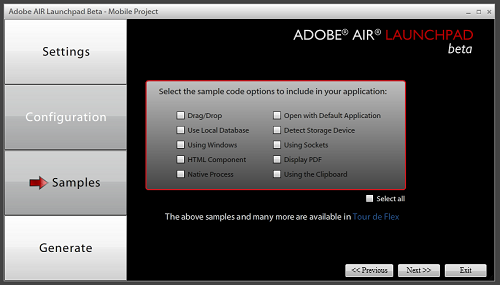 Adobe AIR Launchpad Beta - Mobile Project
ADOBE® AIR® LAUNCHPAD
beta
Settings
Configuration
Samples
Generate
Select the sample code options to include in your application:
Drag/Drop
Open with Default Application
Use Local Database
Detect Storage Device
Using Windows
Using Sockets
HTML Component
Display PDF
Native Process
Using the Clipboard
Select all
The above samples and many more are available in Tour de Flex
<< Previous
Next >>
Exit